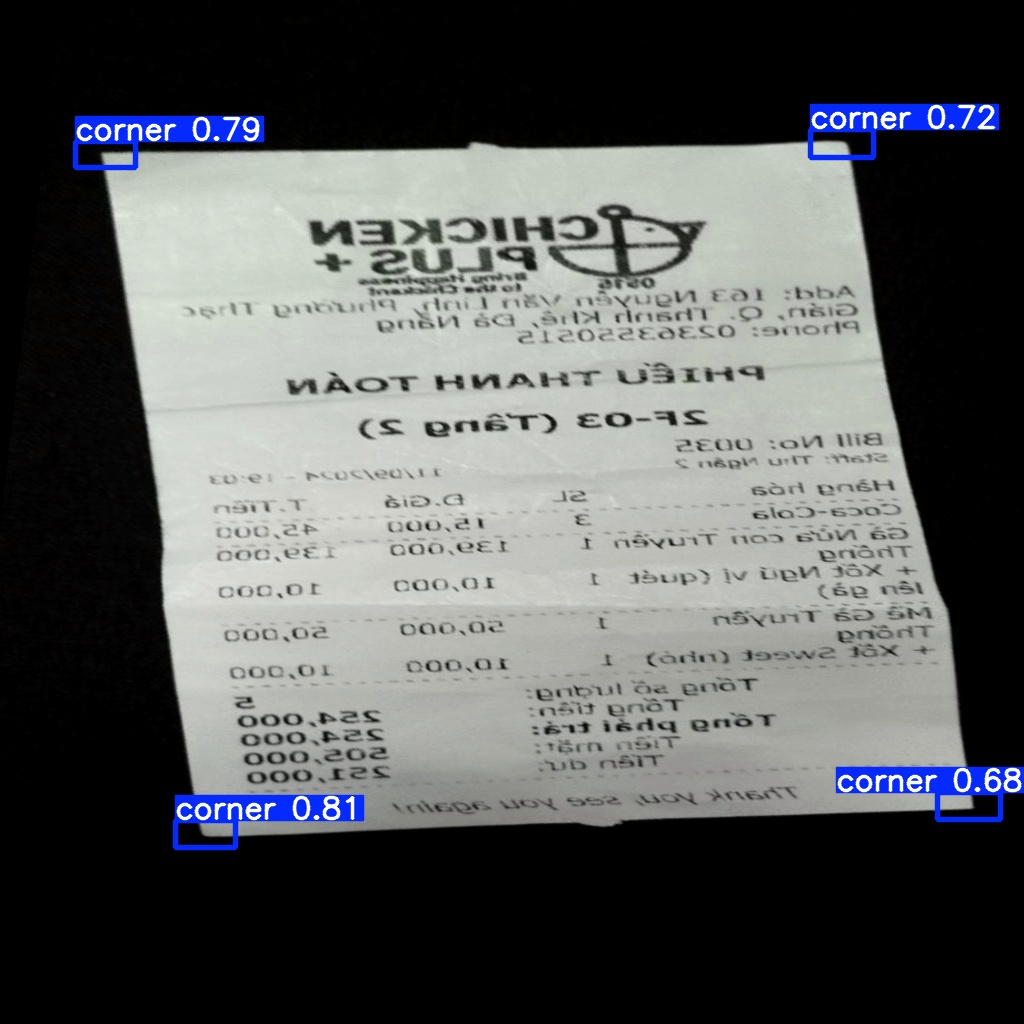 corner 0.79
corner 0.72
CHICKEN
PLUS +
Bring Happiness
to the Chickent
0515
Add: 163 Nguyễn Văn Linh, Phường Thạc
Gián, Q. Thanh Khê, Đà Nẵng
Phone: 02363550515
PHIẾU THANH TOÁN
2F-03 (Tầng 2)
Bill No: 0035
Staff: Thu Ngân 2 11/09/2024 - 19:03
Hàng hóa SL Đ.Giá T.Tiền
Coca-Cola 3 15,000 45,000
Gà Nửa con Truyền 1 139,000 139,000
Thống
+ Xốt Ngũ vị (quét 1 10,000 10,000
lên gà)
Mề Gà Truyền 1 50,000 50,000
Thống
+ Xốt Sweet (nhỏ) 1 10,000 10,000
Tổng số lượng: 5
Tổng tiền: 254,000
Tổng phải trả: 254,000
Tiền mặt: 505,000
Tiền dư: 251,000
Thank you, see you again!
corner 0.81
corner 0.68